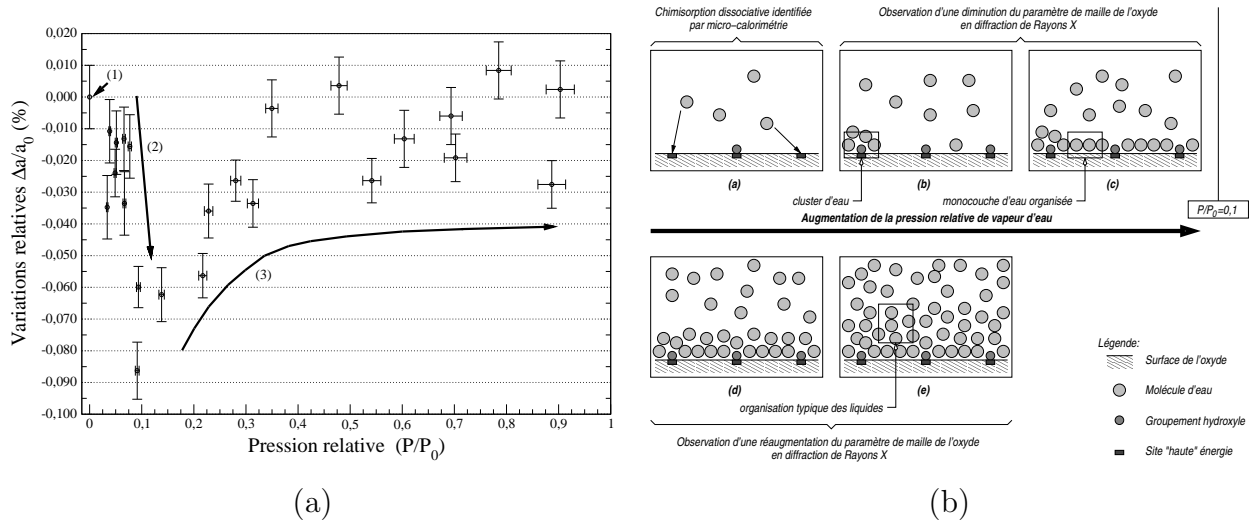 Variations relatives Δa/a0 (%)
0,020
0,010
0,000
-0,010
-0,020
-0,030
-0,040
-0,050
-0,060
-0,070
-0,080
-0,090
-0,100
(1)
(2)
(3)
0
0,1
0,2
0,3
0,4
0,5
0,6
0,7
0,8
0,9
1
Pression relative (P/P0)
(a)
Chimisorption dissociative identifiée
par micro-calorimétrie
Observation d'une diminution du paramètre de maille de l'oxyde
en diffraction de Rayons X
(a)
(b)
(c)
cluster d'eau
monocouche d'eau organisée
P/P0=0,1
Augmentation de la pression relative de vapeur d'eau
(d)
(e)
organisation typique des liquides
Observation d'une réaugmentation du paramètre de maille de l'oxyde
en diffraction de Rayons X
Légende:
Surface de l'oxyde
Molécule d'eau
Groupement hydroxyle
Site "haute" énergie
(b)